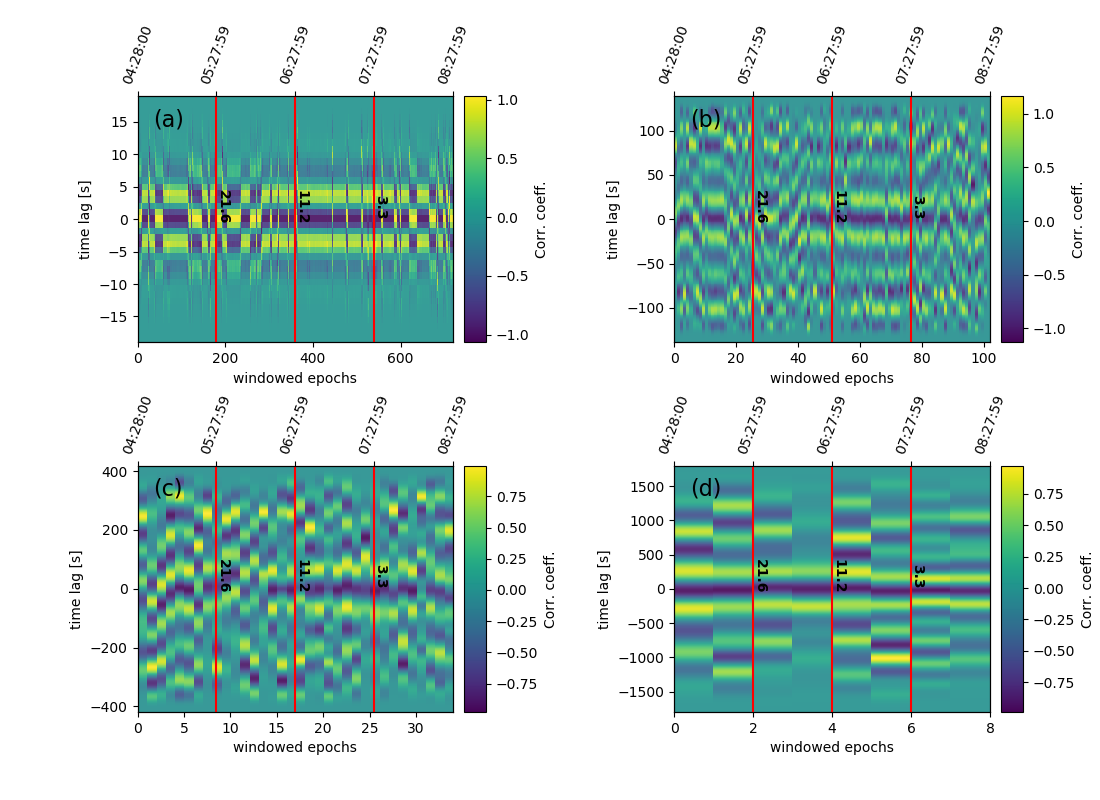 04:28:00 05:27:59 06:27:59 07:27:59 08:27:59
(a)
time lag [s]
15
10
5
0
−5
−10
−15
21.6 11.2 3.3
0 200 400 600
windowed epochs
1.0
0.5
0.0
−0.5
−1.0
Corr. coeff.
04:28:00 05:27:59 06:27:59 07:27:59 08:27:59
(b)
time lag [s]
100
50
0
−50
−100
21.6 11.2 3.3
0 20 40 60 80 100
windowed epochs
1.0
0.5
0.0
−0.5
−1.0
Corr. coeff.
04:28:00 05:27:59 06:27:59 07:27:59 08:27:59
(c)
time lag [s]
400
200
0
−200
−400
21.6 11.2 3.3
0 5 10 15 20 25 30
windowed epochs
0.75
0.50
0.25
0.00
−0.25
−0.50
−0.75
Corr. coeff.
04:28:00 05:27:59 06:27:59 07:27:59 08:27:59
(d)
time lag [s]
1500
1000
500
0
−500
−1000
−1500
21.6 11.2 3.3
0 2 4 6 8
windowed epochs
0.75
0.50
0.25
0.00
−0.25
−0.50
−0.75
Corr. coeff.